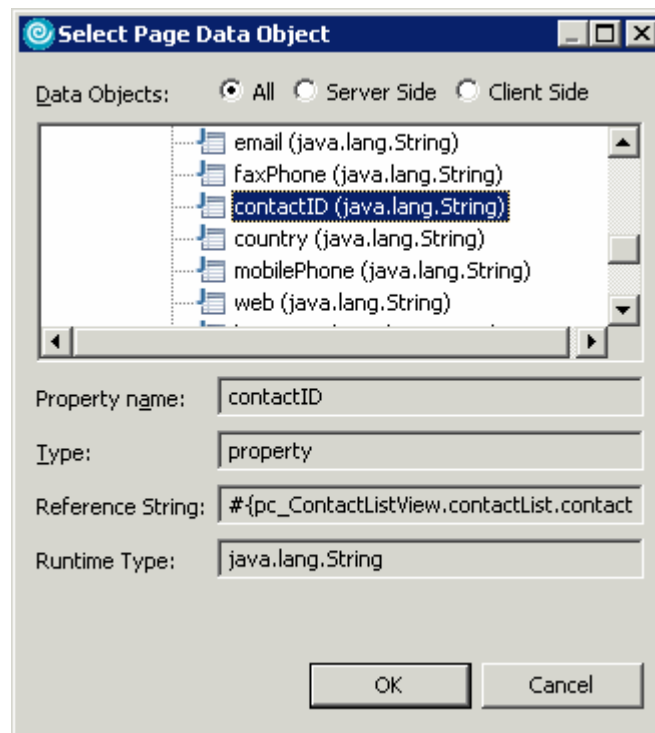 Select Page Data Object
Data Objects: All Server Side Client Side
email (java.lang.String)
faxPhone (java.lang.String)
contactID (java.lang.String)
country (java.lang.String)
mobilePhone (java.lang.String)
web (java.lang.String)
Property name: contactID
Type: property
Reference String: #{pc_ContactListView.contactList.contact
Runtime Type: java.lang.String
OK Cancel